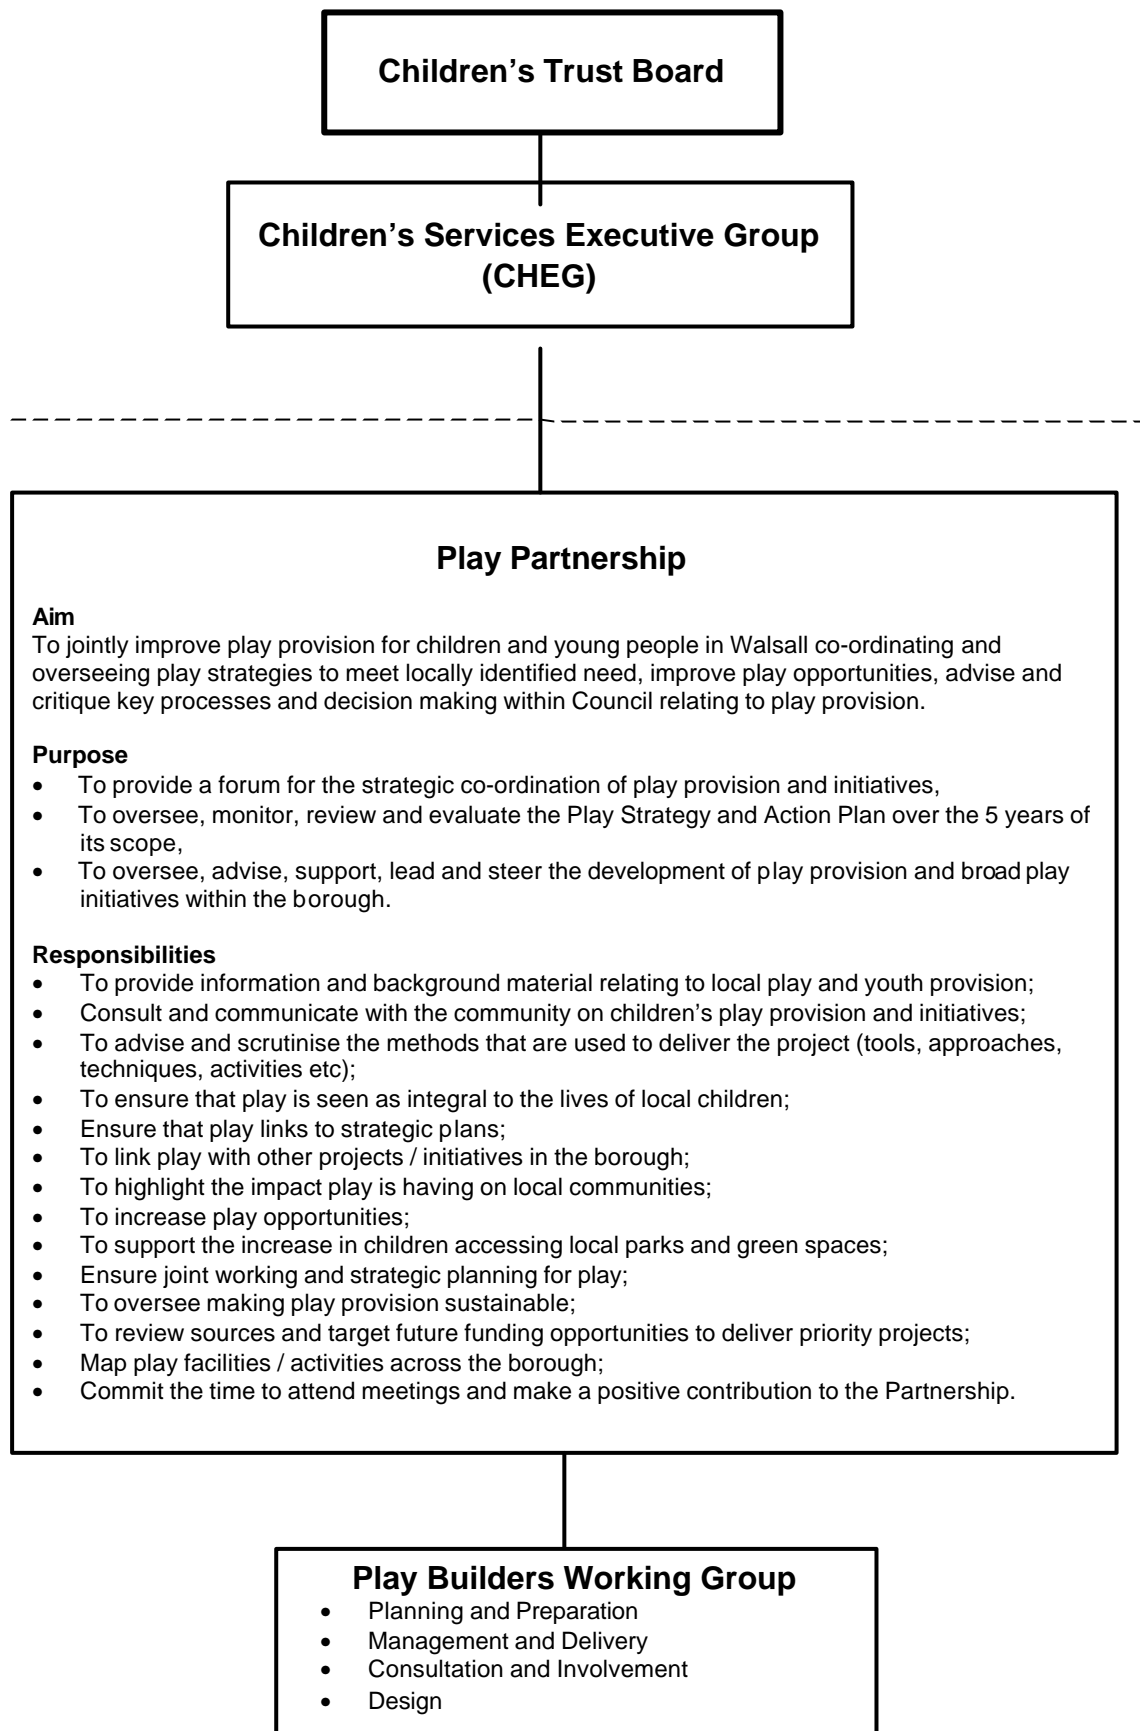 Children’s Trust Board
Children’s Services Executive Group
(CHEG)
Play Partnership
Aim
To jointly improve play provision for children and young people in Walsall co-ordinating and
overseeing play strategies to meet locally identified need, improve play opportunities, advise and
critique key processes and decision making within Council relating to play provision.
Purpose
• To provide a forum for the strategic co-ordination of play provision and initiatives,
• To oversee, monitor, review and evaluate the Play Strategy and Action Plan over the 5 years of
its scope,
• To oversee, advise, support, lead and steer the development of play provision and broad play
initiatives within the borough.
Responsibilities
• To provide information and background material relating to local play and youth provision;
• Consult and communicate with the community on children’s play provision and initiatives;
• To advise and scrutinise the methods that are used to deliver the project (tools, approaches,
techniques, activities etc);
• To ensure that play is seen as integral to the lives of local children;
• Ensure that play links to strategic plans;
• To link play with other projects / initiatives in the borough;
• To highlight the impact play is having on local communities;
• To increase play opportunities;
• To support the increase in children accessing local parks and green spaces;
• Ensure joint working and strategic planning for play;
• To oversee making play provision sustainable;
• To review sources and target future funding opportunities to deliver priority projects;
• Map play facilities / activities across the borough;
• Commit the time to attend meetings and make a positive contribution to the Partnership.
Play Builders Working Group
• Planning and Preparation
• Management and Delivery
• Consultation and Involvement
• Design